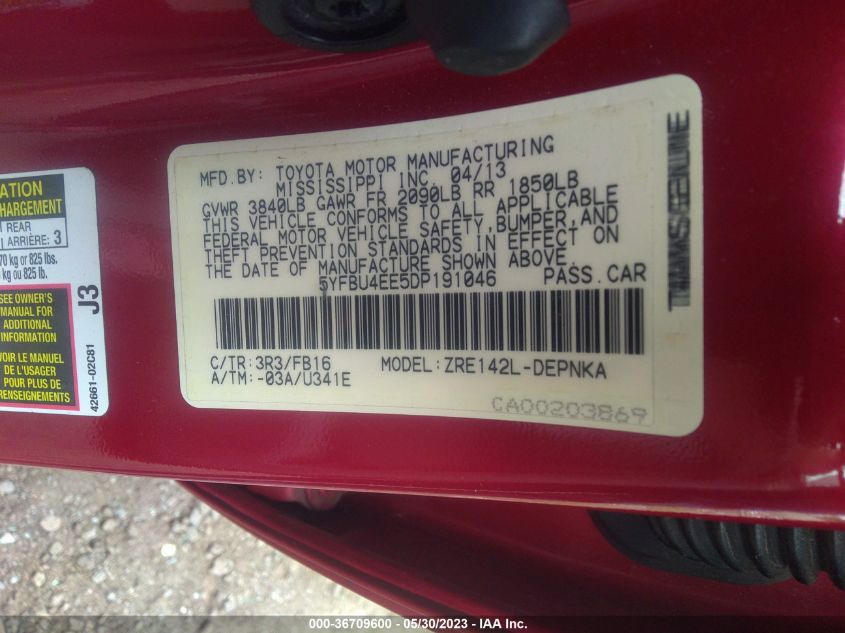 ATION
HARGEMENT
REAR
ARRIÈRE: 3
70 kg or 825 lbs.
kg ou 825 lb.
SEE OWNER'S
MANUAL FOR
ADDITIONAL
INFORMATION
VOIR LE MANUEL
DE L'USAGER
POUR PLUS DE
RENSEIGNEMENTS
J3
42661-02C81
MFD.BY: TOYOTA MOTOR MANUFACTURING
MISSISSIPPI INC. 04/13
GVWR 3840LB GAWR FR 2090LB RR 1850LB
THIS VEHICLE CONFORMS TO ALL APPLICABLE
FEDERAL MOTOR VEHICLE SAFETY,BUMPER,AND
THEFT PREVENTION STANDARDS IN EFFECT ON
THE DATE OF MANUFACTURE SHOWN ABOVE.
5YFBU4EE5DP191046 PASS.CAR
C/TR:3R3/FB16 MODEL:ZRE142L-DEPNKA
A/TM:-03A/U341E
CA00203869
000-36709600 - 05/30/2023 - IAA Inc.